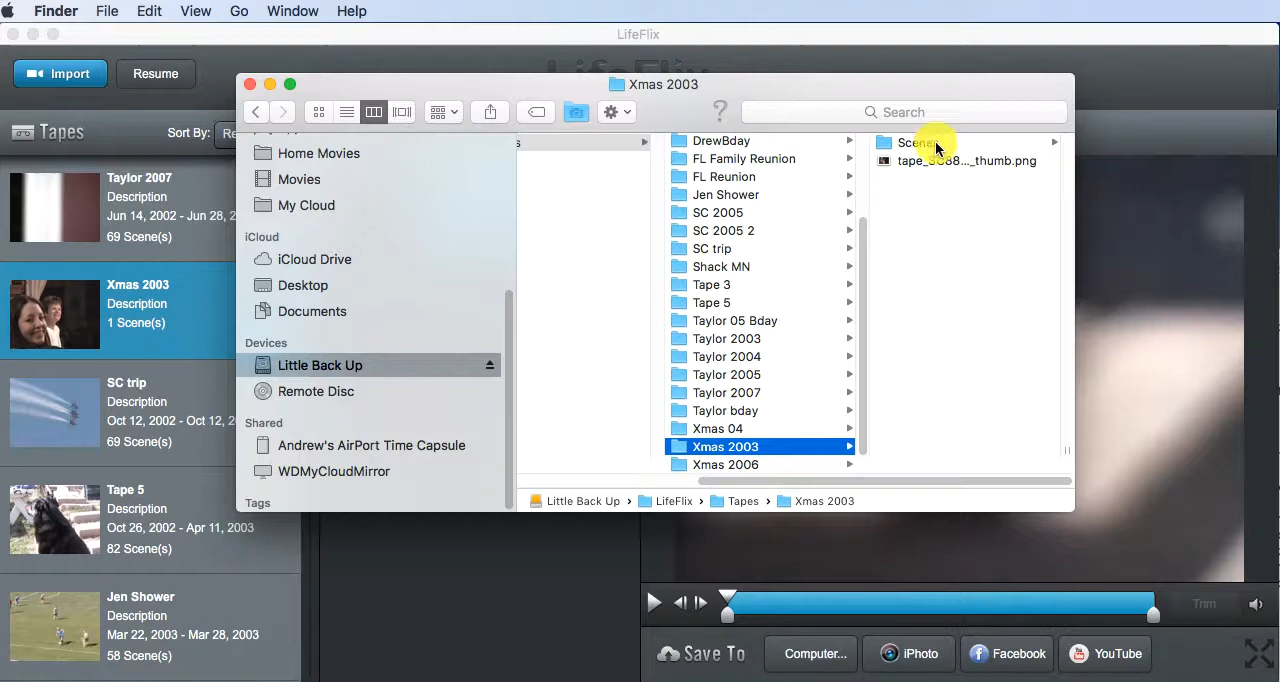 Finder File Edit View Go Window Help
LifeFlix
Import Resume
Xmas 2003
Search
Tapes Sort By: Re
Taylor 2007
Description
Jun 14, 2002 - Jun 28, 2
69 Scene(s)
Xmas 2003
Description
1 Scene(s)
SC trip
Description
Oct 12, 2002 - Oct 12, 2
69 Scene(s)
Tape 5
Description
Oct 26, 2002 - Apr 11, 2003
82 Scene(s)
Jen Shower
Description
Mar 22, 2003 - Mar 28, 2003
58 Scene(s)
Home Movies
Movies
My Cloud
iCloud
iCloud Drive
Desktop
Documents
Devices
Little Back Up
Remote Disc
Shared
Andrew's AirPort Time Capsule
WDMyCloudMirror
Tags
s
DrewBday
FL Family Reunion
FL Reunion
Jen Shower
SC 2005
SC 2005 2
SC trip
Shack MN
Tape 3
Tape 5
Taylor 05 Bday
Taylor 2003
Taylor 2004
Taylor 2005
Taylor 2007
Taylor bday
Xmas 04
Xmas 2003
Xmas 2006
Little Back Up › LifeFlix › Tapes › Xmas 2003
Trim
Save To Computer... iPhoto Facebook YouTube